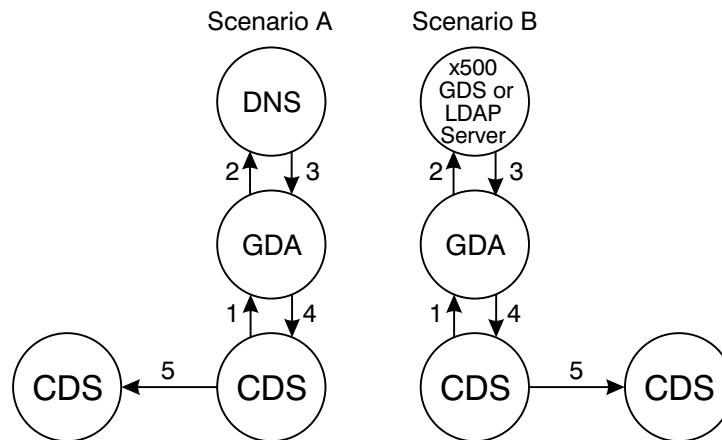 Scenario A
Scenario B
DNS
x500
GDS or
LDAP
Server
2
3
2
3
GDA
GDA
1
4
1
4
CDS
5
CDS
CDS
5
CDS